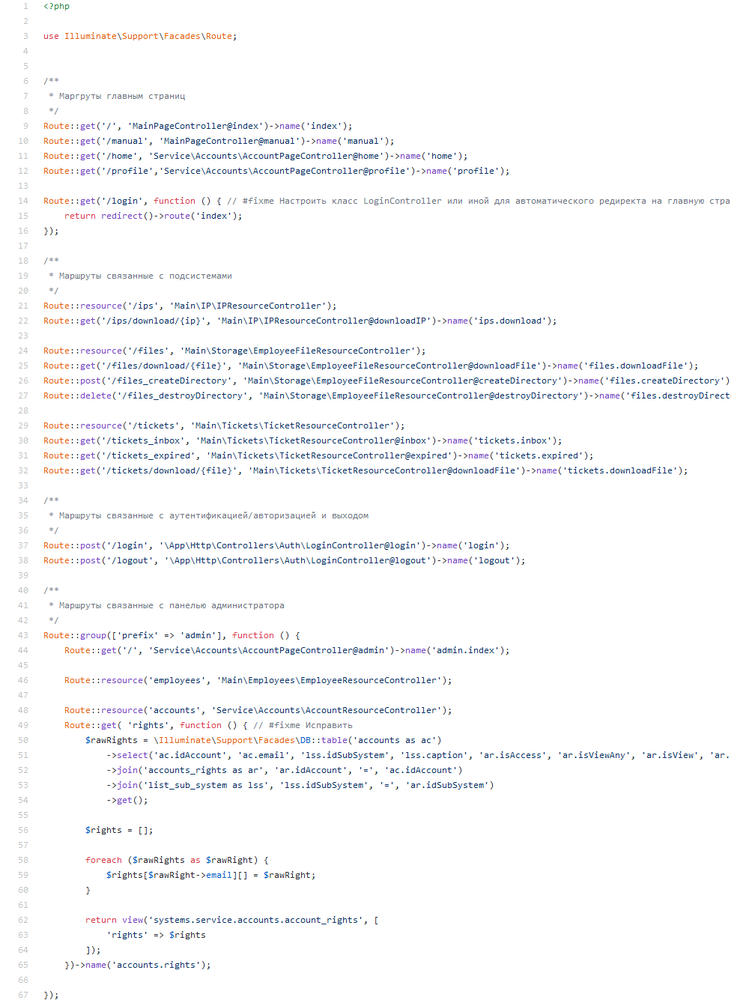 1 <?php
2
3 use Illuminate\Support\Facades\Route;
4
5
6 /**
7  * Маргруты главным страниц
8  */
9 Route::get('/', 'MainPageController@index')->name('index');
10 Route::get('/manual', 'MainPageController@manual')->name('manual');
11 Route::get('/home', 'Service\Accounts\AccountPageController@home')->name('home');
12 Route::get('/profile','Service\Accounts\AccountPageController@profile')->name('profile');
13
14 Route::get('/login', function () { // #fixme Настроить класс LoginController или иной для автоматического редиректа на главную стра
15     return redirect()->route('index');
16 });
17
18 /**
19  * Маршруты связанные с подсистемами
20  */
21 Route::resource('/ips', 'Main\IP\IPResourceController');
22 Route::get('/ips/download/{ip}', 'Main\IP\IPResourceController@downloadIP')->name('ips.download');
23
24 Route::resource('/files', 'Main\Storage\EmployeeFileResourceController');
25 Route::get('/files/download/{file}', 'Main\Storage\EmployeeFileResourceController@downloadFile')->name('files.downloadFile');
26 Route::post('/files_createDirectory', 'Main\Storage\EmployeeFileResourceController@createDirectory')->name('files.createDirectory')
27 Route::delete('/files_destroyDirectory', 'Main\Storage\EmployeeFileResourceController@destroyDirectory')->name('files.destroyDirect
28
29 Route::resource('/tickets', 'Main\Tickets\TicketResourceController');
30 Route::get('/tickets_inbox', 'Main\Tickets\TicketResourceController@inbox')->name('tickets.inbox');
31 Route::get('/tickets_expired', 'Main\Tickets\TicketResourceController@expired')->name('tickets.expired');
32 Route::get('/tickets/download/{file}', 'Main\Tickets\TicketResourceController@downloadFile')->name('tickets.downloadFile');
33
34 /**
35  * Маршруты связанные с аутентификацией/авторизацией и выходом
36  */
37 Route::post('/login', '\App\Http\Controllers\Auth\LoginController@login')->name('login');
38 Route::post('/logout', '\App\Http\Controllers\Auth\LoginController@logout')->name('logout');
39
40 /**
41  * Маршруты связанные с панелью администратора
42  */
43 Route::group(['prefix' => 'admin'], function () {
44     Route::get('/', 'Service\Accounts\AccountPageController@admin')->name('admin.index');
45
46     Route::resource('employees', 'Main\Employees\EmployeeResourceController');
47
48     Route::resource('accounts', 'Service\Accounts\AccountResourceController');
49     Route::get( 'rights', function () { // #fixme Исправить
50         $rawRights = \Illuminate\Support\Facades\DB::table('accounts as ac')
51             ->select('ac.idAccount', 'ac.email', 'lss.idSubSystem', 'lss.caption', 'ar.isAccess', 'ar.isViewAny', 'ar.isView', 'ar.
52             ->join('accounts_rights as ar', 'ar.idAccount', '=', 'ac.idAccount')
53             ->join('list_sub_system as lss', 'lss.idSubSystem', '=', 'ar.idSubSystem')
54             ->get();
55
56         $rights = [];
57
58         foreach ($rawRights as $rawRight) {
59             $rights[$rawRight->email][] = $rawRight;
60         }
61
62         return view('systems.service.accounts.account_rights', [
63             'rights' => $rights
64         ]);
65     })->name('accounts.rights');
66
67 });